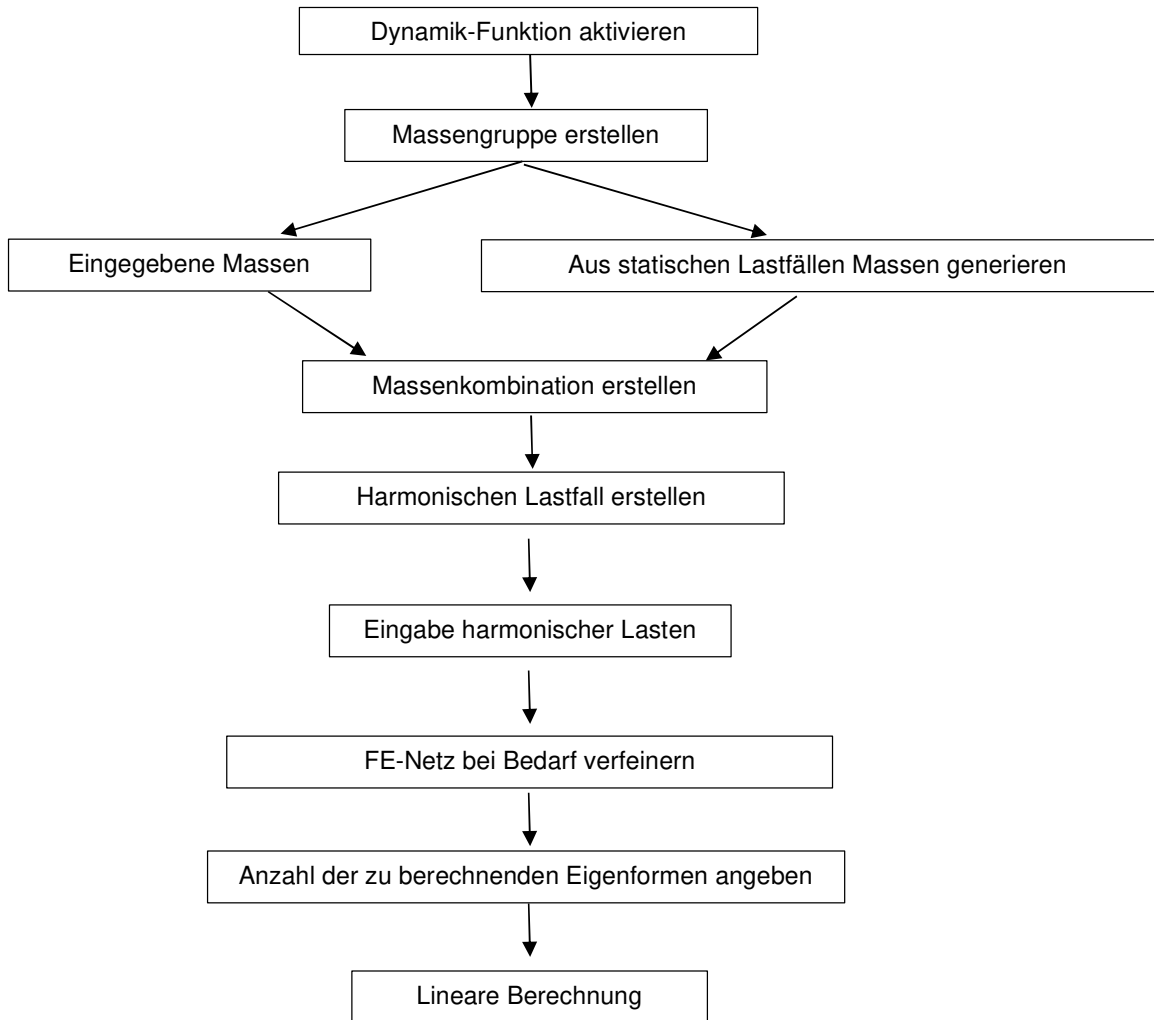 Dynamik-Funktion aktivieren
Massengruppe erstellen
Eingegebene Massen
Aus statischen Lastfällen Massen generieren
Massenkombination erstellen
Harmonischen Lastfall erstellen
Eingabe harmonischer Lasten
FE-Netz bei Bedarf verfeinern
Anzahl der zu berechnenden Eigenformen angeben
Lineare Berechnung